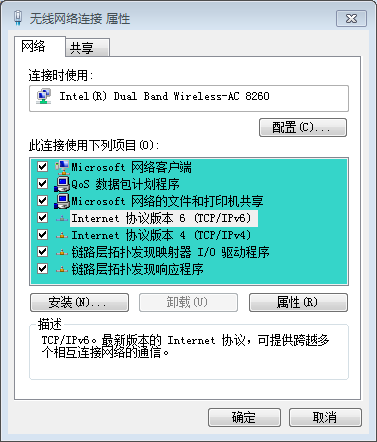 无线网络连接 属性
网络
共享
连接时使用:
Intel(R) Dual Band Wireless-AC 8260
配置(C)...
此连接使用下列项目(O):
Microsoft 网络客户端
QoS 数据包计划程序
Microsoft 网络的文件和打印机共享
Internet 协议版本 6 (TCP/IPv6)
Internet 协议版本 4 (TCP/IPv4)
链路层拓扑发现映射器 I/O 驱动程序
链路层拓扑发现响应程序
安装(N)...
卸载(U)
属性(R)
描述
TCP/IPv6。最新版本的 Internet 协议,可提供跨越多
个相互连接网络的通信。
确定
取消